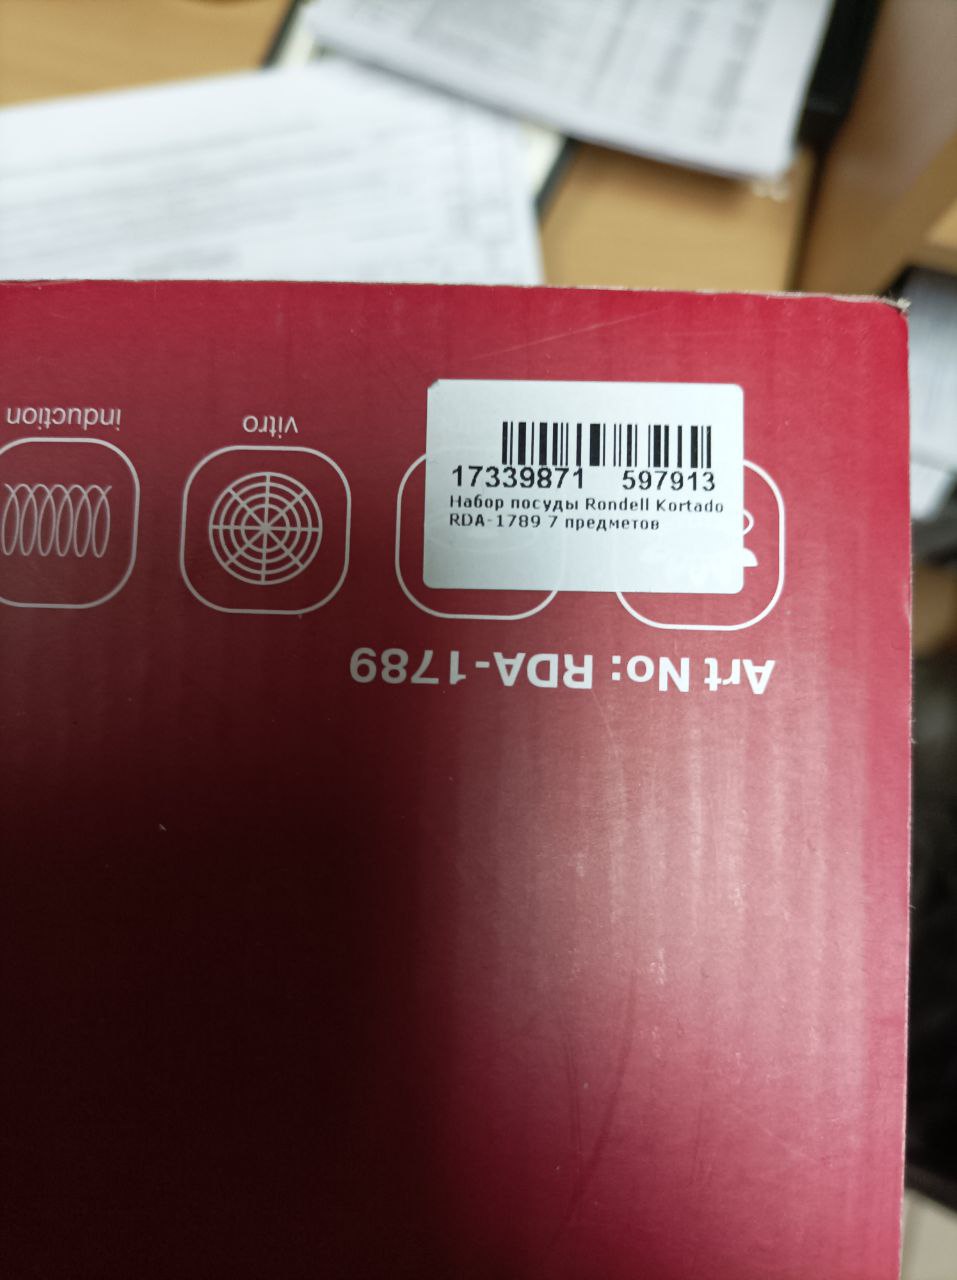 induction
vitro
17339871 597913
Набор посуды Rondell Kortado
RDA-1789 7 предметов
Art No: RDA-1789